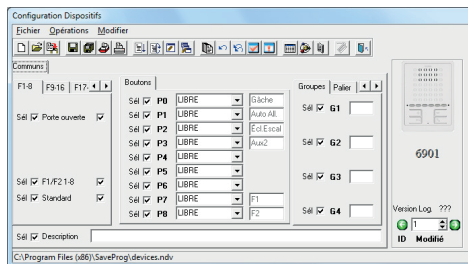 Configuration Dispositifs
Fichier Opérations Modifier
Communs
F1-8 F9-16 F17-
Sél Porte ouverte
Sél F1/F2 1-8
Sél Standard
Boutons
Sél P0 LIBRE Gâche
Sél P1 LIBRE Auto All.
Sél P2 LIBRE Ecl.Escal
Sél P3 LIBRE Aux2
Sél P4 LIBRE
Sél P5 LIBRE
Sél P6 LIBRE
Sél P7 LIBRE F1
Sél P8 LIBRE F2
Groupes Palier
Sél G1
Sél G2
Sél G3
Sél G4
6901
Version Log. ???
1
ID Modifié
Sél Description
C:\Program Files (x86)\SaveProg\devices.ndv